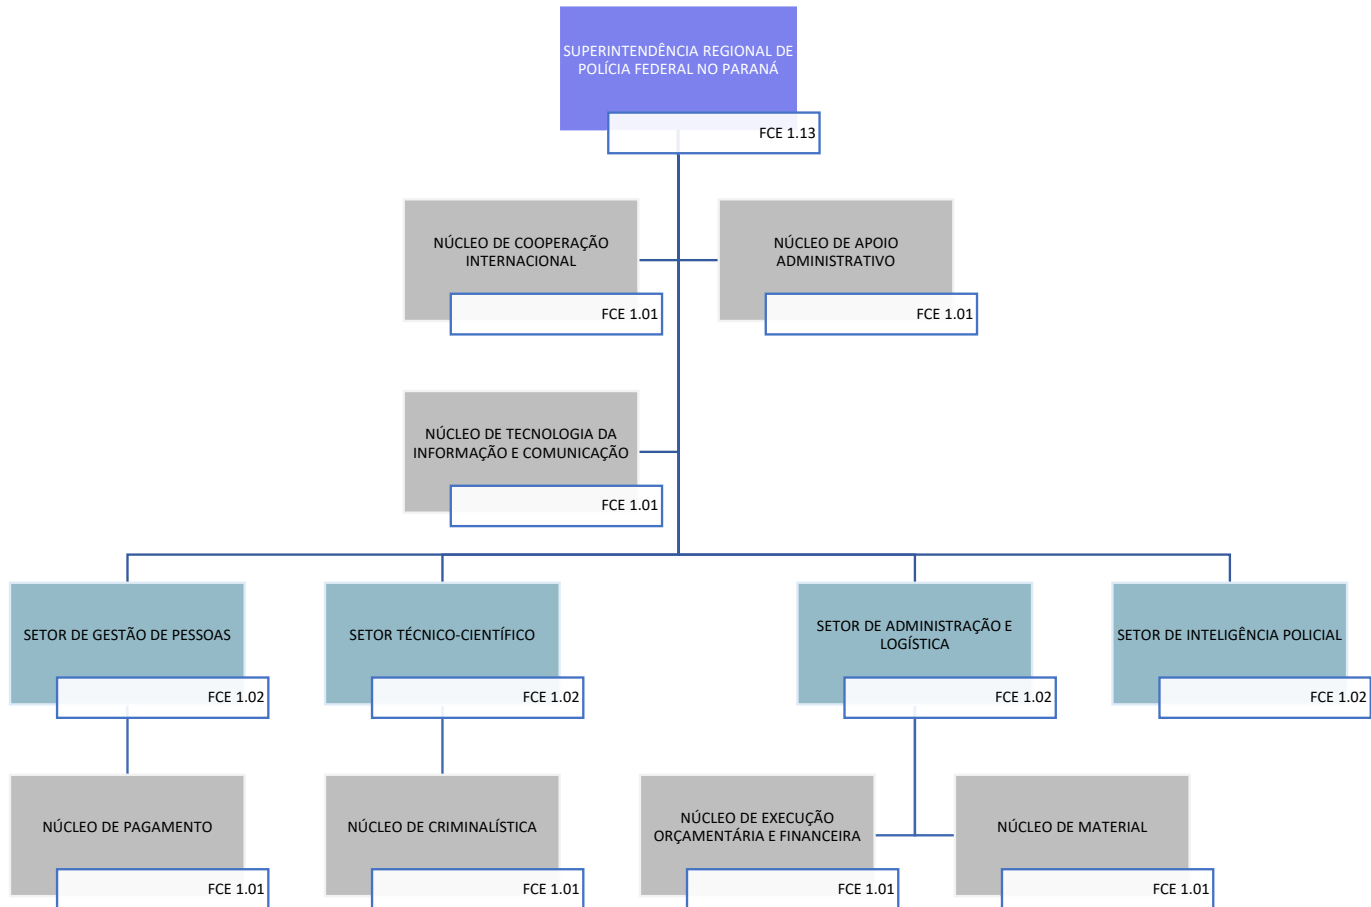 SUPERINTENDÊNCIA REGIONAL DE
POLÍCIA FEDERAL NO PARANÁ
FCE 1.13
NÚCLEO DE COOPERAÇÃO
INTERNACIONAL
FCE 1.01
NÚCLEO DE APOIO
ADMINISTRATIVO
FCE 1.01
NÚCLEO DE TECNOLOGIA DA
INFORMAÇÃO E COMUNICAÇÃO
FCE 1.01
SETOR DE GESTÃO DE PESSOAS
FCE 1.02
SETOR TÉCNICO-CIENTÍFICO
FCE 1.02
SETOR DE ADMINISTRAÇÃO E
LOGÍSTICA
FCE 1.02
SETOR DE INTELIGÊNCIA POLICIAL
FCE 1.02
NÚCLEO DE PAGAMENTO
FCE 1.01
NÚCLEO DE CRIMINALÍSTICA
FCE 1.01
NÚCLEO DE EXECUÇÃO
ORÇAMENTÁRIA E FINANCEIRA
FCE 1.01
NÚCLEO DE MATERIAL
FCE 1.01